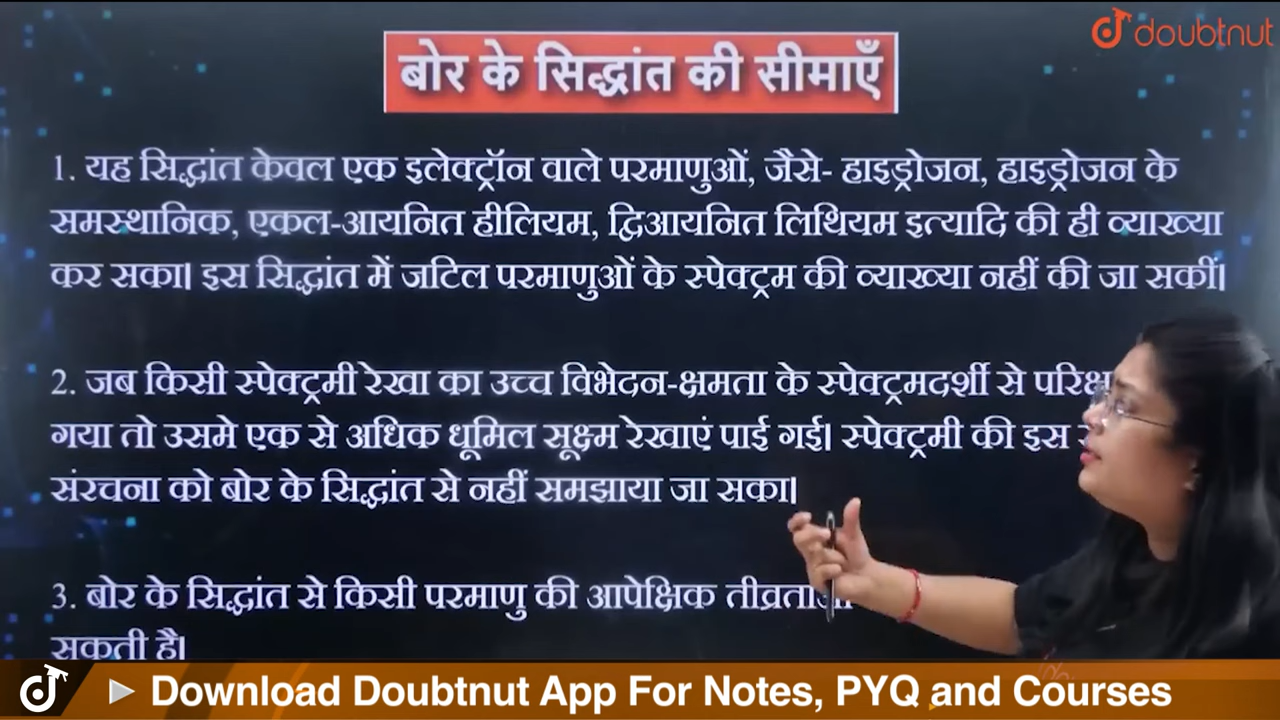 doubtnut
बोर के सिद्धांत की सीमाएँ
1. यह सिद्धांत केवल एक इलेक्ट्रॉन वाले परमाणुओं, जैसे- हाइड्रोजन, हाइड्रोजन के
समस्थानिक, एकल-आयनित हीलियम, द्विआयनित लिथियम इत्यादि की ही व्याख्या
कर सका। इस सिद्धांत में जटिल परमाणुओं के स्पेक्ट्रम की व्याख्या नहीं की जा सकीं।
2. जब किसी स्पेक्ट्रमी रेखा का उच्च विभेदन-क्षमता के स्पेक्ट्रमदर्शी से
गया तो उसमे एक से अधिक धूमिल सूक्ष्म रेखाएं पाई गई। स्पेक्ट्रमी की इस
संरचना को बोर के सिद्धांत से नहीं समझाया जा सका।
3. बोर के सिद्धांत से किसी परमाणु की आपेक्षिक
सकती है।
Download Doubtnut App For Notes, PYQ and Courses